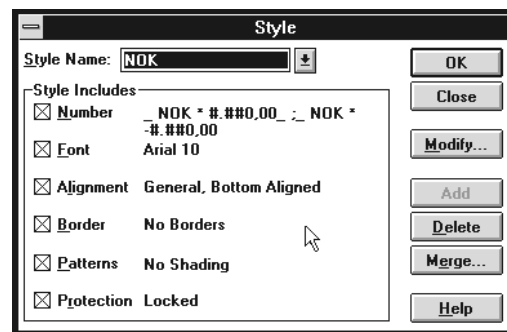 Style
Style Name: NOK
OK
Style Includes
Close
Number _ NOK * #.##0,00_ ;_ NOK *
-#.##0,00
Font Arial 10
Modify...
Alignment General, Bottom Aligned
Add
Border No Borders
Delete
Patterns No Shading
Merge...
Protection Locked
Help